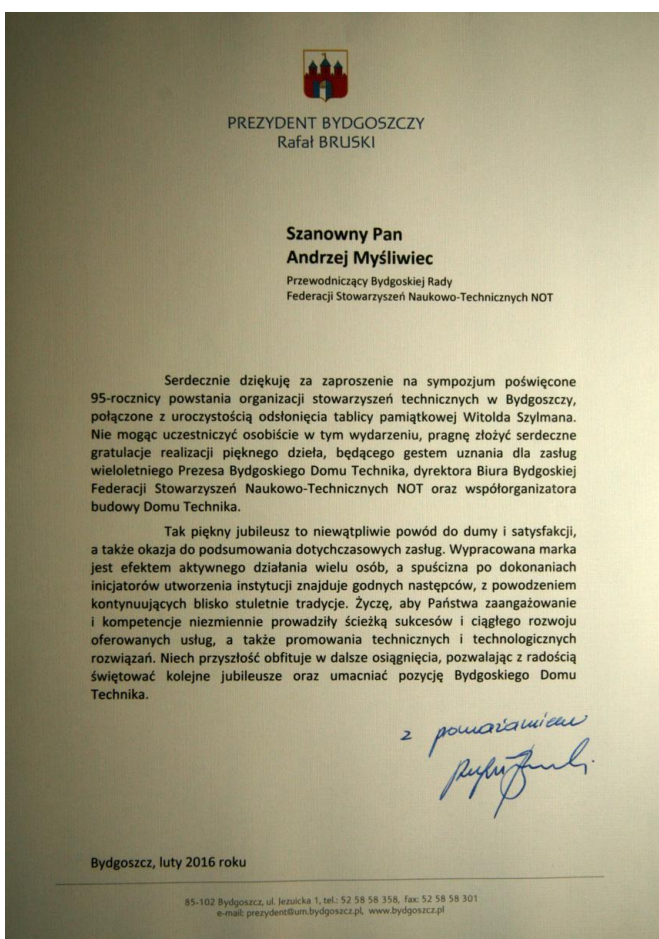 PREZYDENT BYDGOSZCZY
Rafał BRUSKI
Szanowny Pan
Andrzej Myśliwiec
Przewodniczący Bydgoskiej Rady
Federacji Stowarzyszeń Naukowo-Technicznych NOT
Serdecznie dziękuję za zaproszenie na sympozjum poświęcone
95-rocznicy powstania organizacji stowarzyszeń technicznych w Bydgoszczy,
połączone z uroczystością odsłonięcia tablicy pamiątkowej Witolda Szylmana.
Nie mogąc uczestniczyć osobiście w tym wydarzeniu, pragnę złożyć serdeczne
gratulacje realizacji pięknego dzieła, będącego gestem uznania dla zasług
wieloletniego Prezesa Bydgoskiego Domu Technika, dyrektora Biura Bydgoskiej
Federacji Stowarzyszeń Naukowo-Technicznych NOT oraz współorganizatora
budowy Domu Technika.
Tak piękny jubileusz to niewątpliwie powód do dumy i satysfakcji,
a także okazja do podsumowania dotychczasowych zasług. Wypracowana marka
jest efektem aktywnego działania wielu osób, a spuścizna po dokonaniach
inicjatorów utworzenia instytucji znajduje godnych następców, z powodzeniem
kontynuujących blisko stuletnie tradycje. Życzę, aby Państwa zaangażowanie
i kompetencje niezmiennie prowadziły ścieżką sukcesów i ciągłego rozwoju
oferowanych usług, a także promowania technicznych i technologicznych
rozwiązań. Niech przyszłość obfituje w dalsze osiągnięcia, pozwalając z radością
świętować kolejne jubileusze oraz umacniać pozycję Bydgoskiego Domu
Technika.
z poważaniem
Bydgoszcz, luty 2016 roku
85-102 Bydgoszcz, ul. Jezuicka 1, tel.: 52 58 58 358, fax: 52 58 58 301
e-mail: prezydent@um.bydgoszcz.pl, www.bydgoszcz.pl